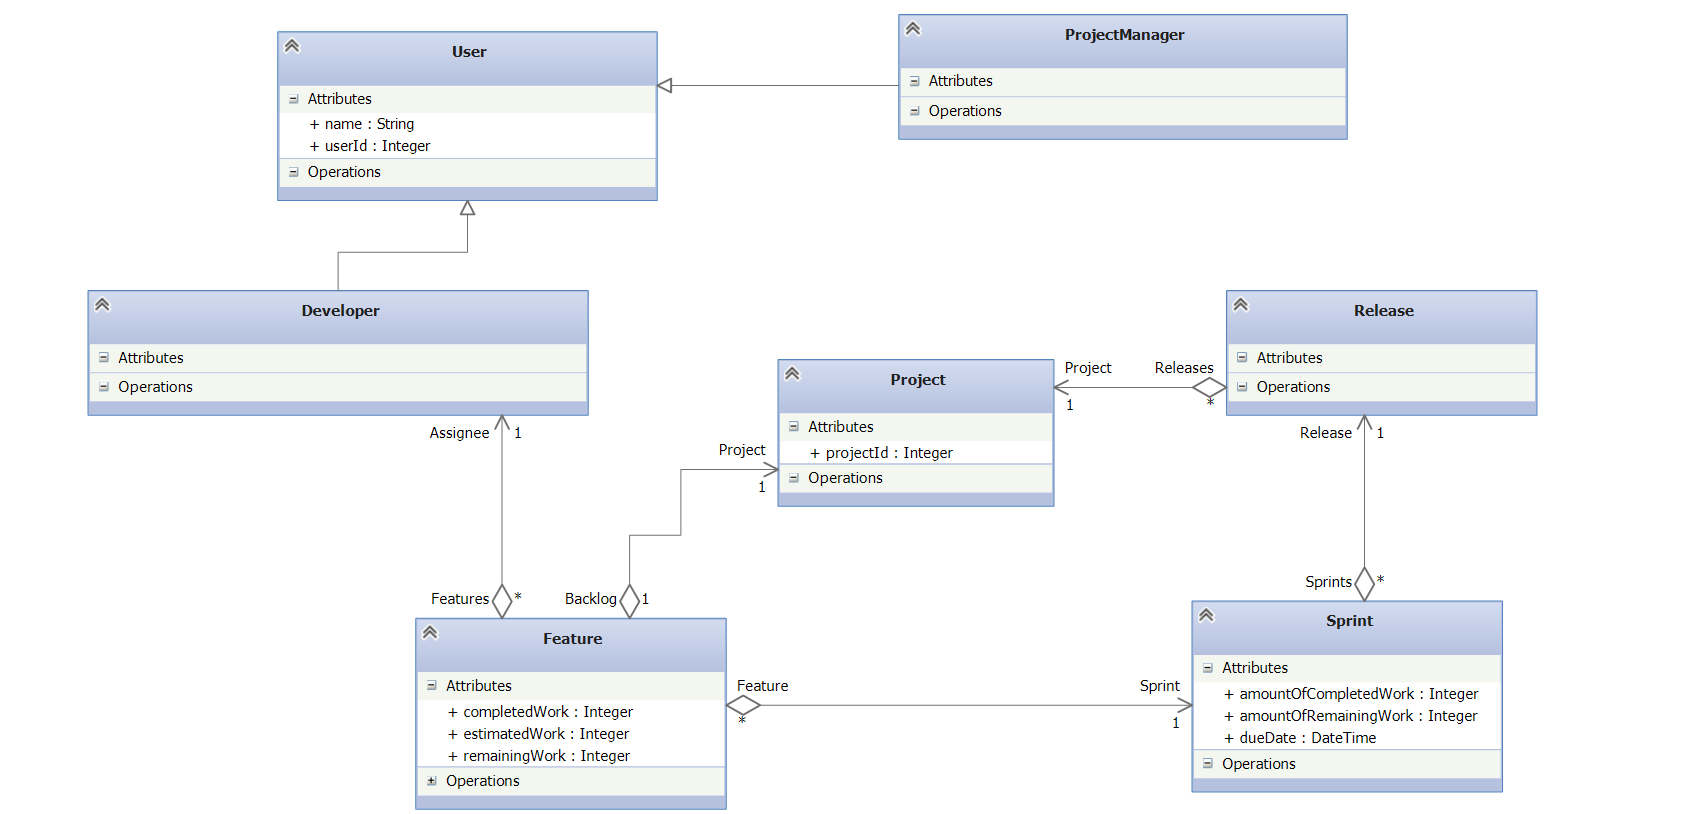 User
Attributes
+ name : String
+ userId : Integer
Operations
ProjectManager
Attributes
Operations
Developer
Attributes
Operations
Assignee 1
Features *
Project
Attributes
+ projectId : Integer
Operations
Project
1
Releases
*
Release
Attributes
Operations
Release 1
Sprints *
Project
1
Backlog 1
Feature
Attributes
+ completedWork : Integer
+ estimatedWork : Integer
+ remainingWork : Integer
Operations
Feature
*
Sprint
1
Sprint
Attributes
+ amountOfCompletedWork : Integer
+ amountOfRemainingWork : Integer
+ dueDate : DateTime
Operations